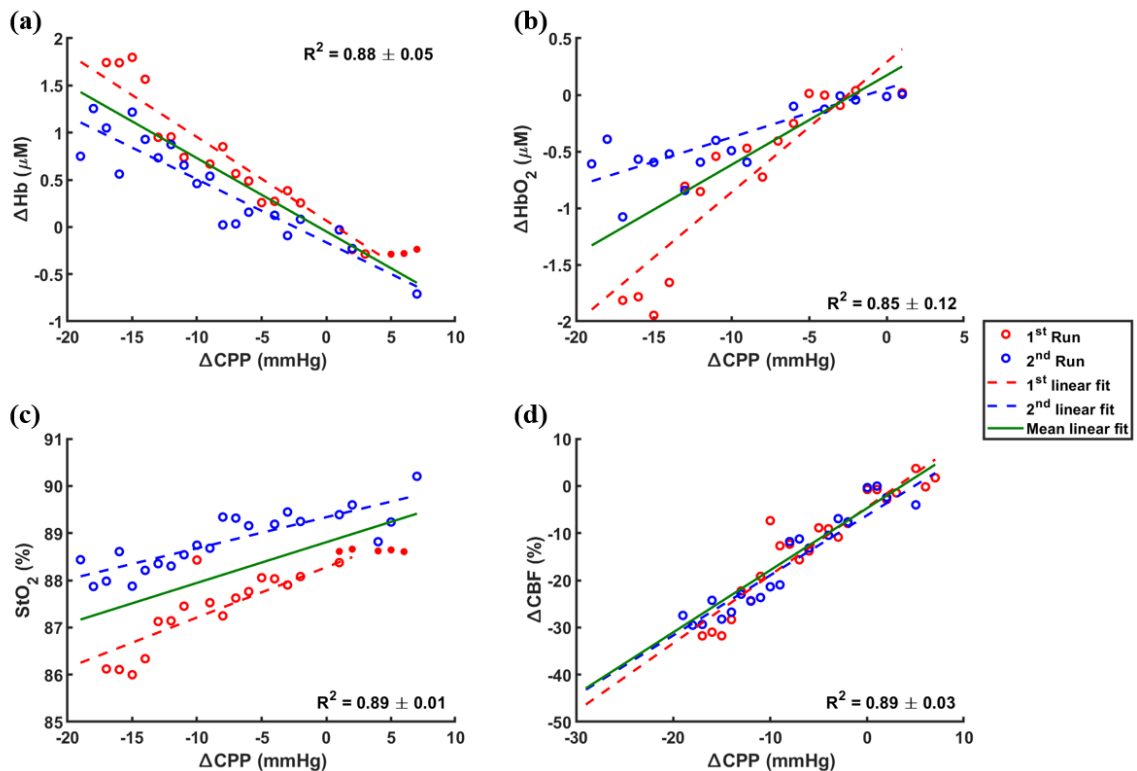 (a)
2
1.5
1
0.5
0
-0.5
-1
ΔHb (μM)
R² = 0.88 ± 0.05
-20 -15 -10 -5 0 5 10
ΔCPP (mmHg)
(b)
0
-0.5
-1
-1.5
-2
ΔHbO₂ (μM)
R² = 0.85 ± 0.12
-20 -15 -10 -5 0 5
ΔCPP (mmHg)
1st Run
2nd Run
1st linear fit
2nd linear fit
Mean linear fit
(c)
91
90
89
88
87
86
85
StO₂ (%)
R² = 0.89 ± 0.01
-20 -15 -10 -5 0 5 10
ΔCPP (mmHg)
(d)
10
0
-10
-20
-30
-40
-50
ΔCBF (%)
R² = 0.89 ± 0.03
-30 -20 -10 0 10
ΔCPP (mmHg)